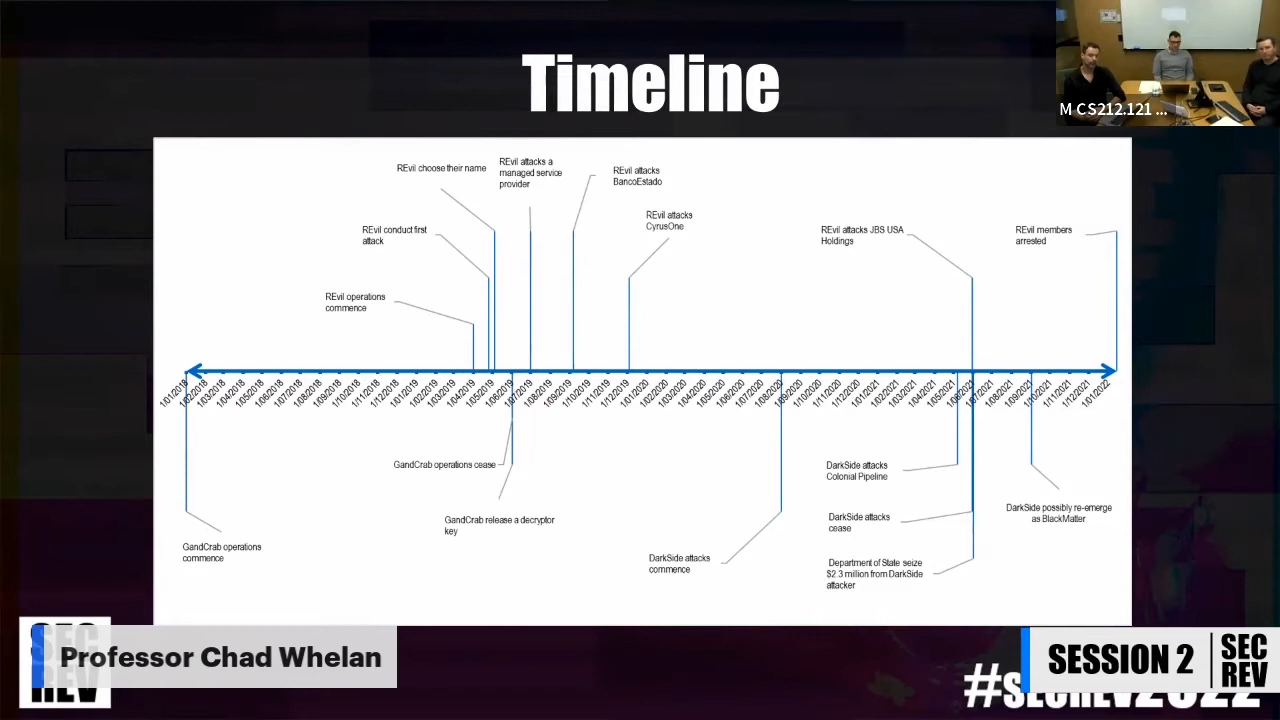 Timeline
M CS212.121 ...
REvil choose their name
REvil attacks a
managed service
provider
REvil attacks
BancoEstado
REvil attacks
CyrusOne
REvil conduct first
attack
REvil attacks JBS USA
Holdings
REvil members
arrested
REvil operations
commence
1/01/2018
1/02/2018
1/03/2018
1/04/2018
1/05/2018
1/06/2018
1/07/2018
1/08/2018
1/09/2018
1/10/2018
1/11/2018
1/12/2018
1/01/2019
1/02/2019
1/03/2019
1/04/2019
1/05/2019
1/06/2019
1/07/2019
1/08/2019
1/09/2019
1/10/2019
1/11/2019
1/12/2019
1/01/2020
1/02/2020
1/03/2020
1/04/2020
1/05/2020
1/06/2020
1/07/2020
1/08/2020
1/09/2020
1/10/2020
1/11/2020
1/12/2020
1/01/2021
1/02/2021
1/03/2021
1/04/2021
1/05/2021
1/06/2021
1/07/2021
1/08/2021
1/09/2021
1/10/2021
1/11/2021
1/12/2021
1/01/2022
GandCrab operations cease
DarkSide attacks
Colonial Pipeline
GandCrab release a decryptor
key
DarkSide attacks
cease
DarkSide possibly re-emerge
as BlackMatter
GandCrab operations
commence
DarkSide attacks
commence
Department of State seize
$2.3 million from DarkSide
attacker
SEC
REV
Professor Chad Whelan
SESSION 2
SEC
REV
#SECREV2022